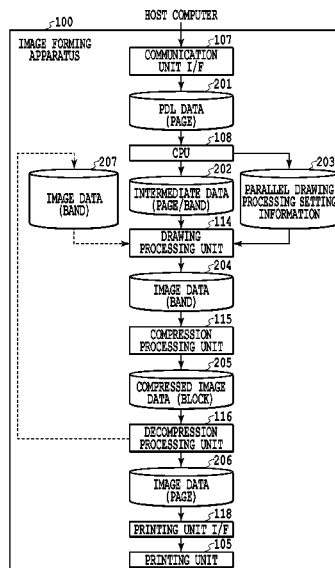 HOST COMPUTER
100
IMAGE FORMING
APPARATUS
107
COMMUNICATION
UNIT I/F
201
PDL DATA
(PAGE)
108
CPU
207
IMAGE DATA
(BAND)
202
INTERMEDIATE DATA
(PAGE/BAND)
203
PARALLEL DRAWING
PROCESSING SETTING
INFORMATION
114
DRAWING
PROCESSING UNIT
204
IMAGE DATA
(BAND)
115
COMPRESSION
PROCESSING UNIT
205
COMPRESSED IMAGE
DATA (BLOCK)
116
DECOMPRESSION
PROCESSING UNIT
206
IMAGE DATA
(PAGE)
118
PRINTING UNIT I/F
105
PRINTING UNIT